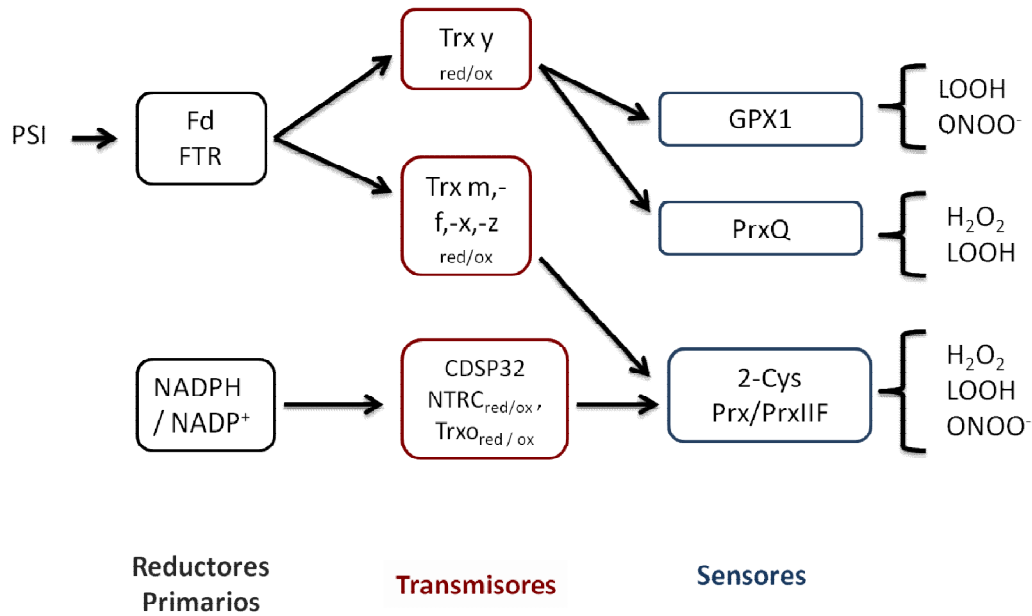 PSI
Fd
FTR
Trx y
red/ox
Trx m,-
f,-x,-z
red/ox
GPX1
LOOH
ONOO⁻
PrxQ
H₂O₂
LOOH
NADPH
/ NADP⁺
CDSP32
NTRCred/ox,
Trxored / ox
2-Cys
Prx/PrxIIF
H₂O₂
LOOH
ONOO⁻
Reductores
Primarios
Transmisores
Sensores